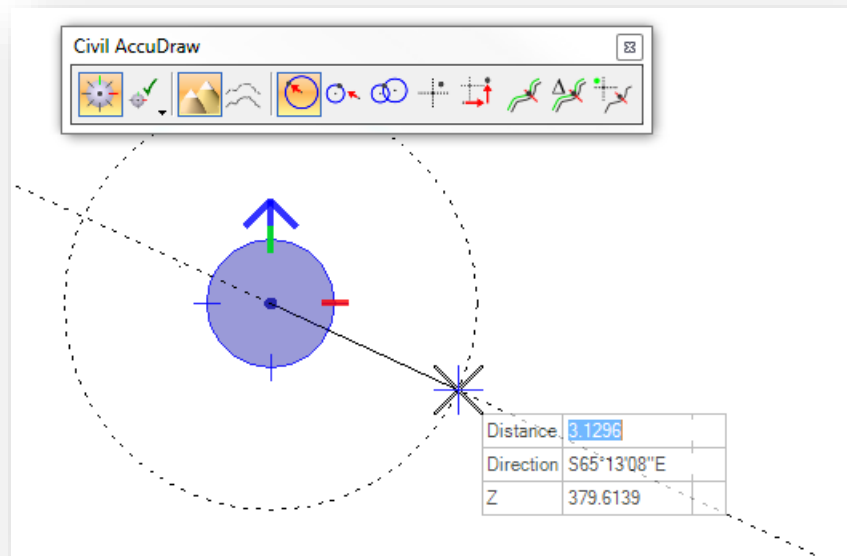 Civil AccuDraw
Distance 3.1296
Direction S65°13'08"E
Z 379.6139